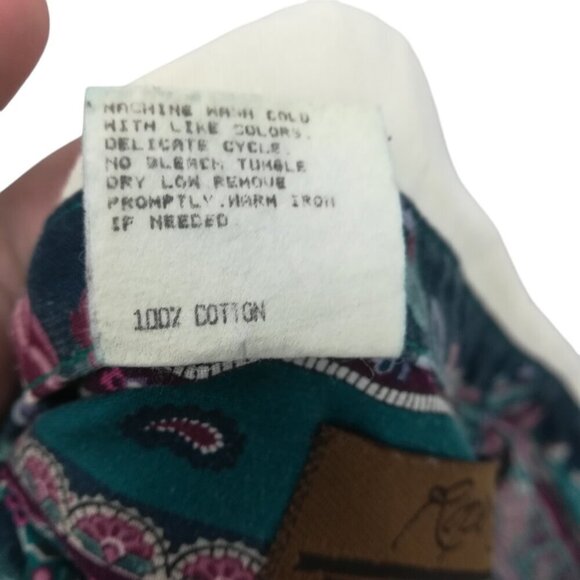 MACHINE WASH COLD
WITH LIKE COLORS.
DELICATE CYCLE.
NO BLEACH TUMBLE
DRY LOW REMOVE
PROMPTLY.WARM IRON
IF NEEDED
100% COTTON